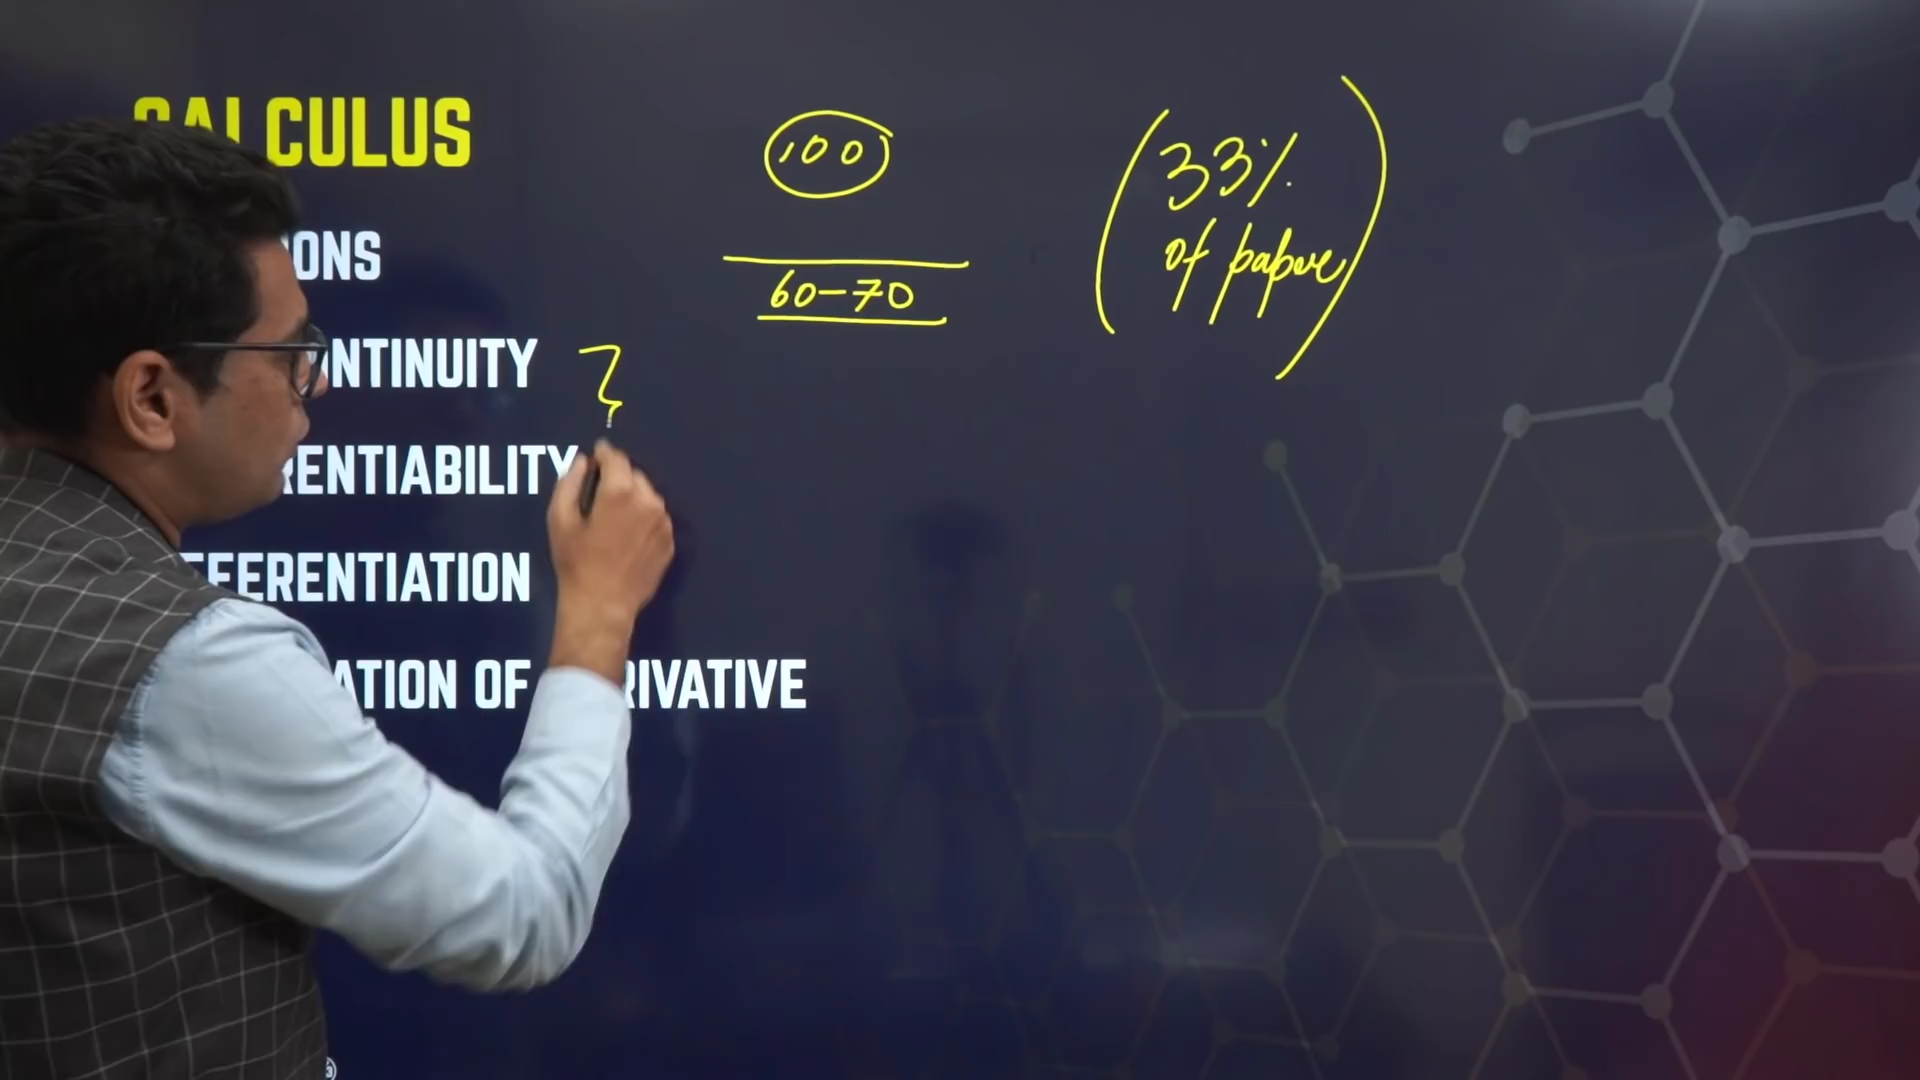 CALCULUS
ONS
NTINUITY
RENTIABILITY
FFERENTIATION
ATION OF RIVATIVE
100
60-70
33%
of paper